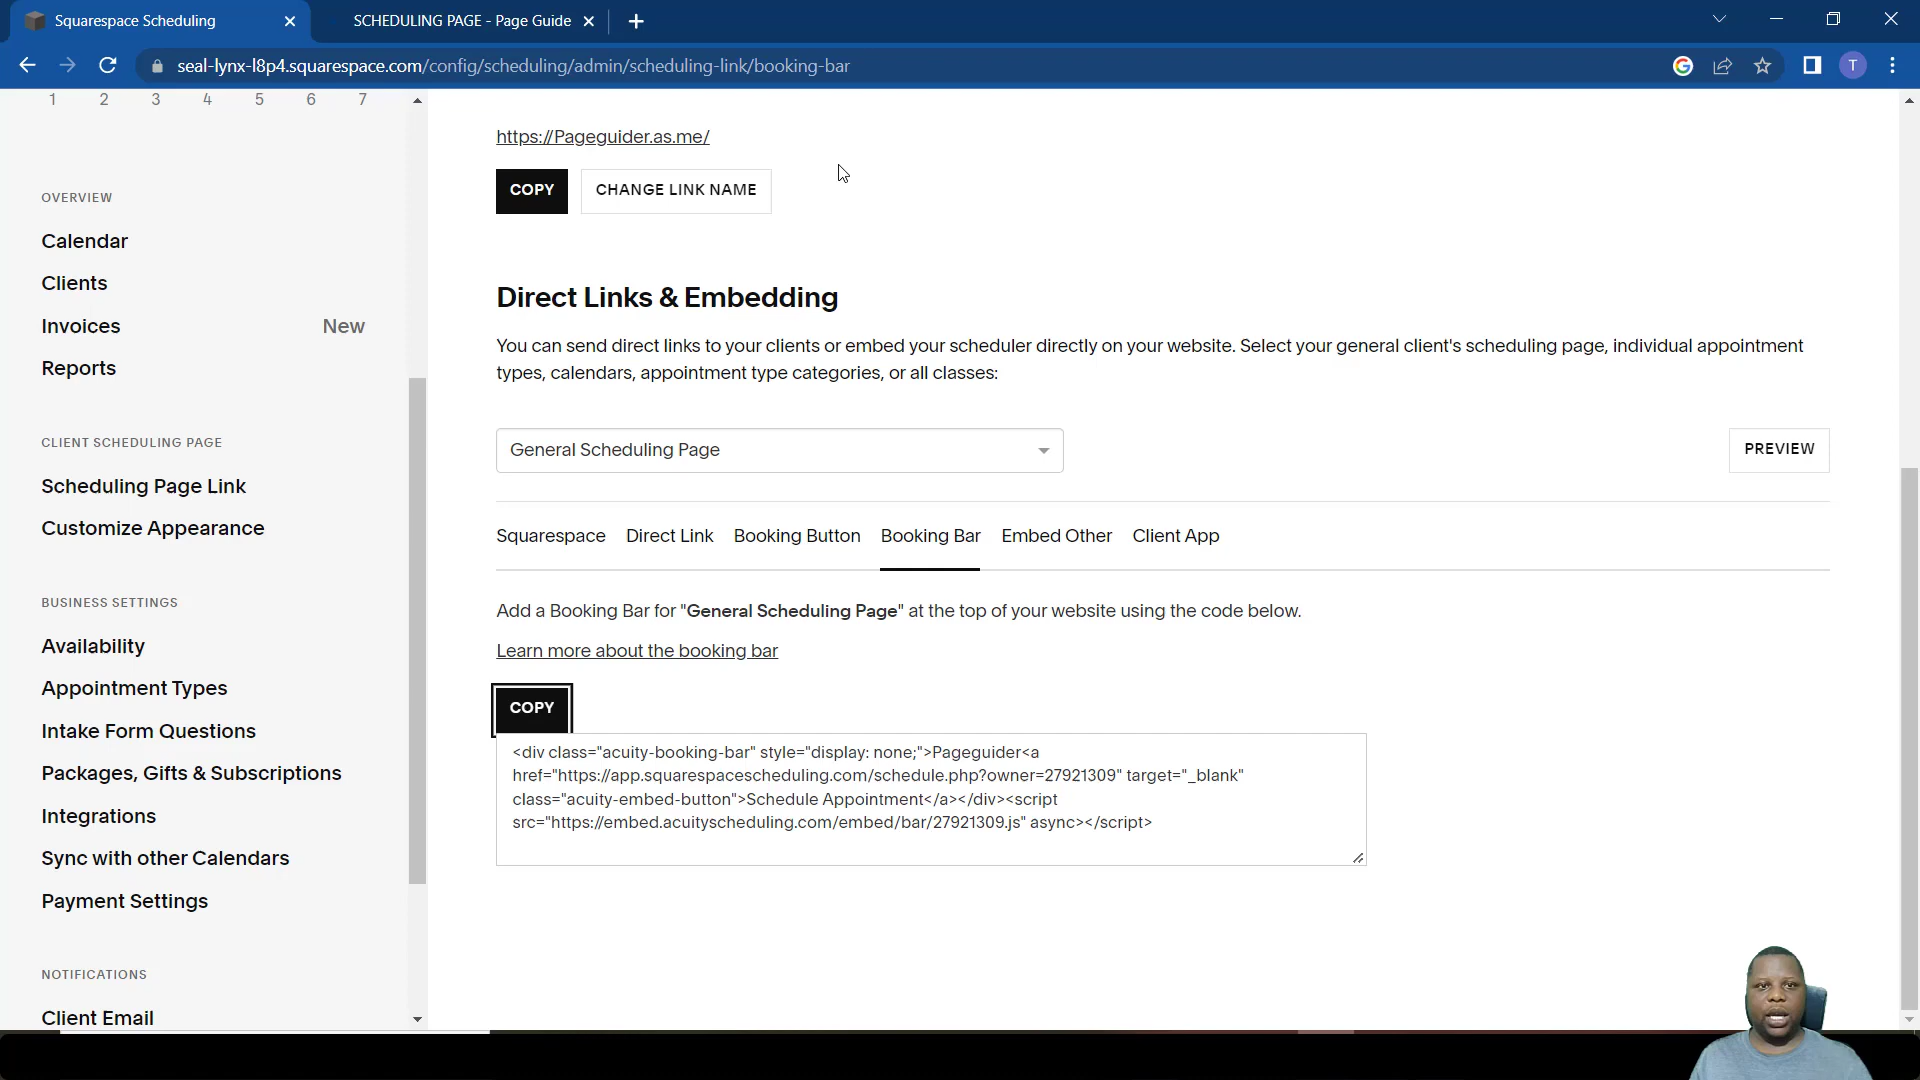 Squarespace Scheduling
SCHEDULING PAGE - Page Guide
seal-lynx-l8p4.squarespace.com/config/scheduling/admin/scheduling-link/booking-bar
T
1 2 3 4 5 6 7
OVERVIEW
Calendar
Clients
Invoices New
Reports
CLIENT SCHEDULING PAGE
Scheduling Page Link
Customize Appearance
BUSINESS SETTINGS
Availability
Appointment Types
Intake Form Questions
Packages, Gifts & Subscriptions
Integrations
Sync with other Calendars
Payment Settings
NOTIFICATIONS
Client Email
https://Pageguider.as.me/
COPY CHANGE LINK NAME
Direct Links & Embedding
You can send direct links to your clients or embed your scheduler directly on your website. Select your general client's scheduling page, individual appointment
types, calendars, appointment type categories, or all classes:
General Scheduling Page
PREVIEW
Squarespace Direct Link Booking Button Booking Bar Embed Other Client App
Add a Booking Bar for "General Scheduling Page" at the top of your website using the code below.
Learn more about the booking bar
COPY
<div class="acuity-booking-bar" style="display: none;">Pageguider<a
href="https://app.squarespacescheduling.com/schedule.php?owner=27921309" target="_blank"
class="acuity-embed-button">Schedule Appointment</a></div><script
src="https://embed.acuityscheduling.com/embed/bar/27921309.js" async></script>